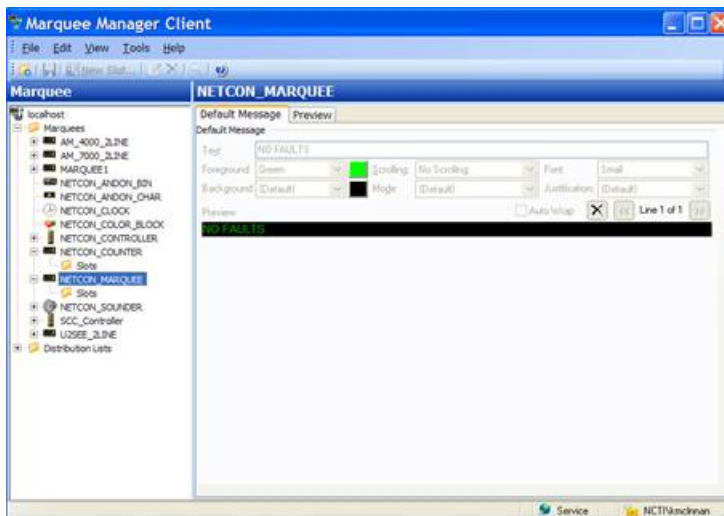 Marquee Manager Client
File Edit View Tools Help
New Slot...
Marquee
NETCON_MARQUEE
localhost
Marquees
AM_4000_2LINE
AM_7000_2LINE
MARQUEE1
NETCON_ANDON_BIN
NETCON_ANDON_CHAR
NETCON_CLOCK
NETCON_COLOR_BLOCK
NETCON_CONTROLLER
NETCON_COUNTER
Slots
NETCON_MARQUEE
Slots
NETCON_SOUNDER
SCC_Controller
U2SEE_2LINE
Distribution Lists
Default Message Preview
Default Message
Text: NO FAULTS
Foreground Green Scrolling No Scrolling Font Small
Background (Default) Mode (Default) Justification (Default)
Preview: Auto Wrap X << Line 1 of 1 >>
NO FAULTS
Service NCTI\kmclnnan